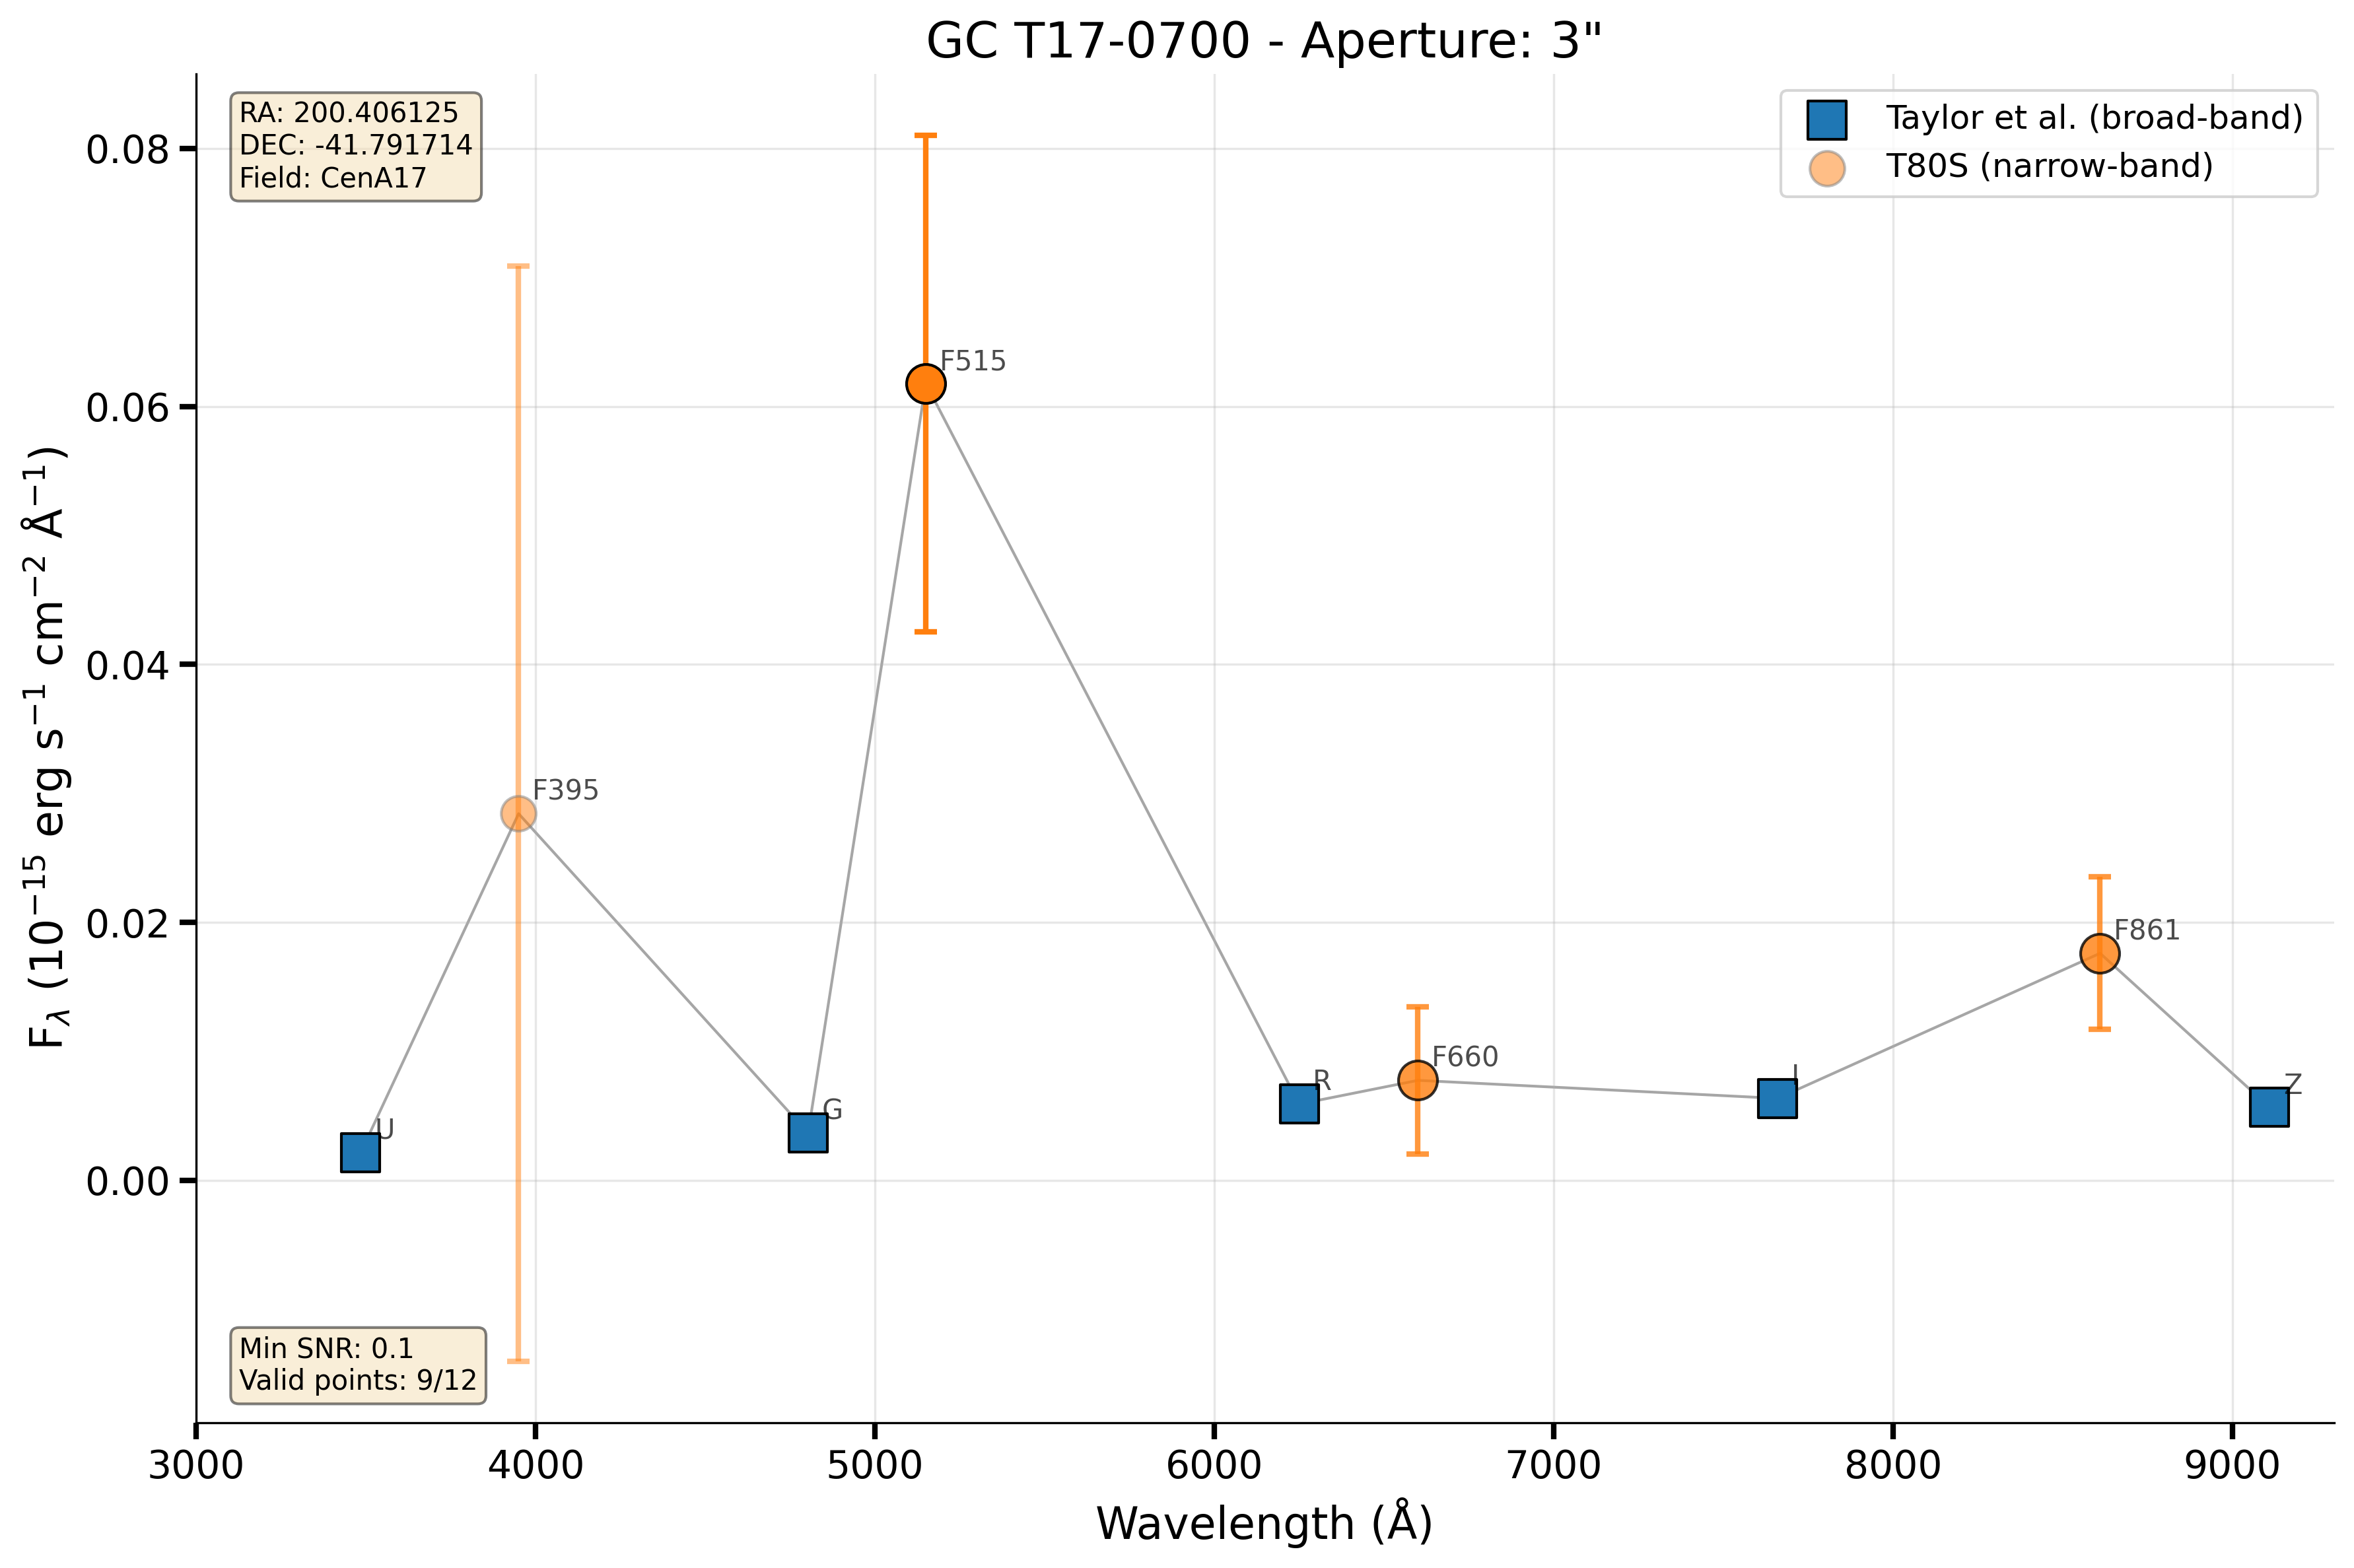 GC T17-0700 - Aperture: 3"
RA: 200.406125
DEC: -41.791714
Field: CenA17
Taylor et al. (broad-band)
T80S (narrow-band)
0.08
0.06
0.04
0.02
0.00
F_λ (10⁻¹⁵ erg s⁻¹ cm⁻² Å⁻¹)
F515
F395
F861
F660
U
G
R
I
Z
Min SNR: 0.1
Valid points: 9/12
3000 4000 5000 6000 7000 8000 9000
Wavelength (Å)